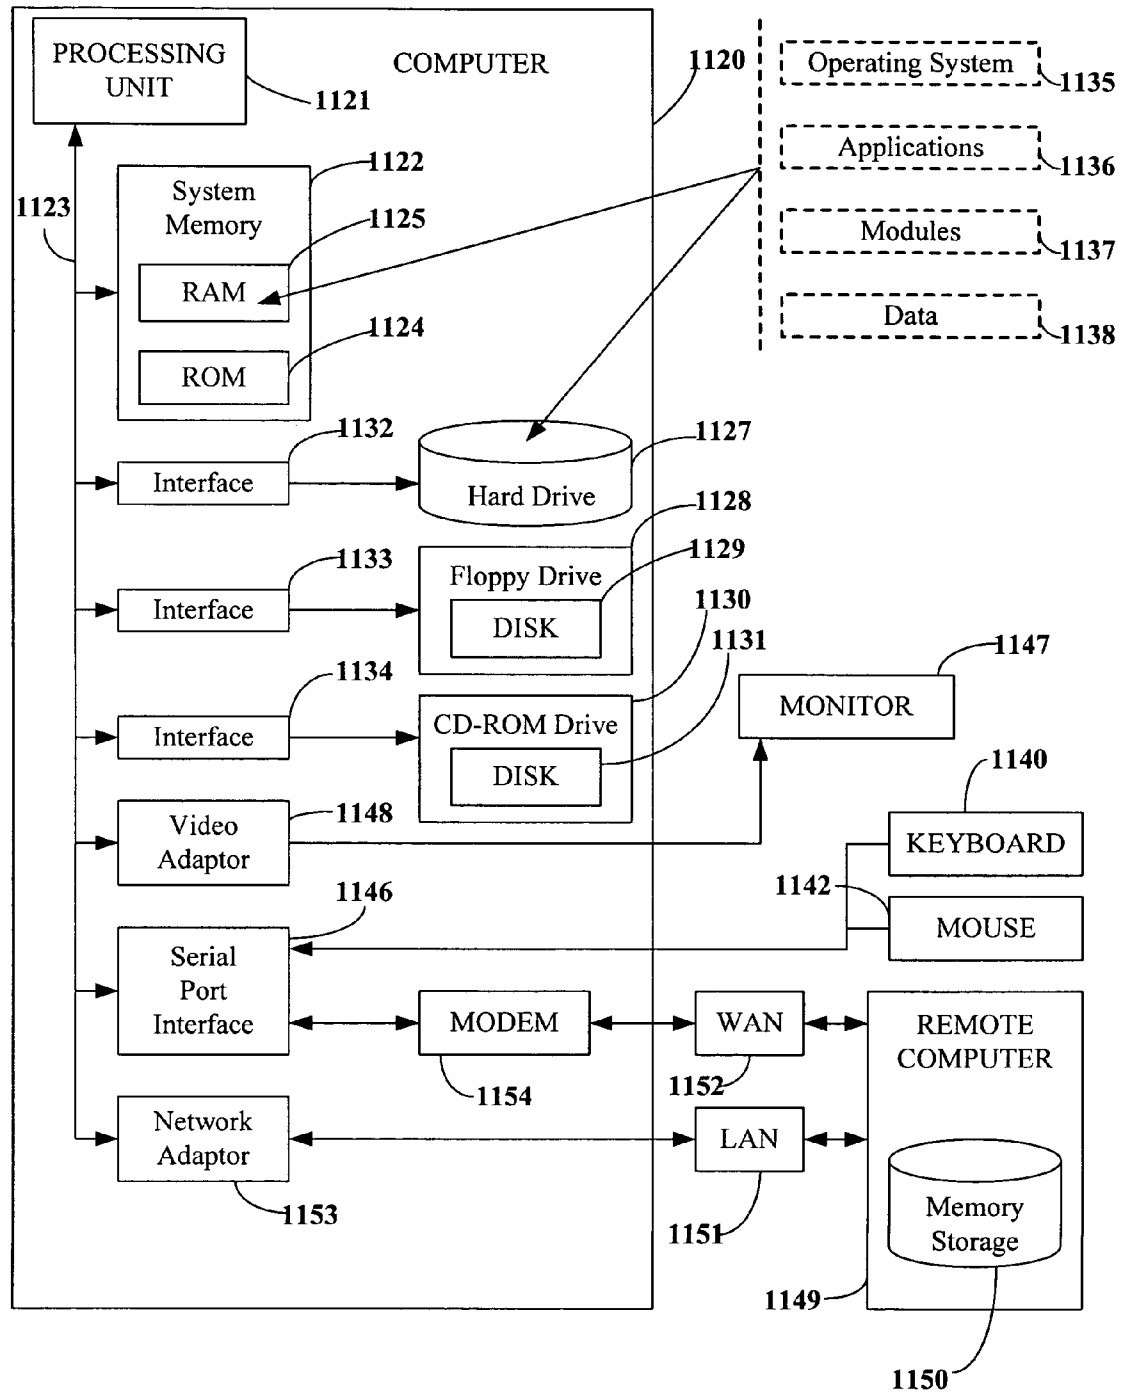 PROCESSING
UNIT
1121
COMPUTER
1120
Operating System
1135
Applications
1136
Modules
1137
Data
1138
1123
1122
System
Memory
1125
RAM
1124
ROM
1132
Interface
1127
Hard Drive
1133
Interface
1128
1129
Floppy Drive
DISK
1134
Interface
1130
1131
CD-ROM Drive
DISK
1147
MONITOR
1148
Video
Adaptor
1140
KEYBOARD
1142
MOUSE
1146
Serial
Port
Interface
MODEM
1154
WAN
1152
REMOTE
COMPUTER
Network
Adaptor
1153
LAN
1151
Memory
Storage
1149
1150